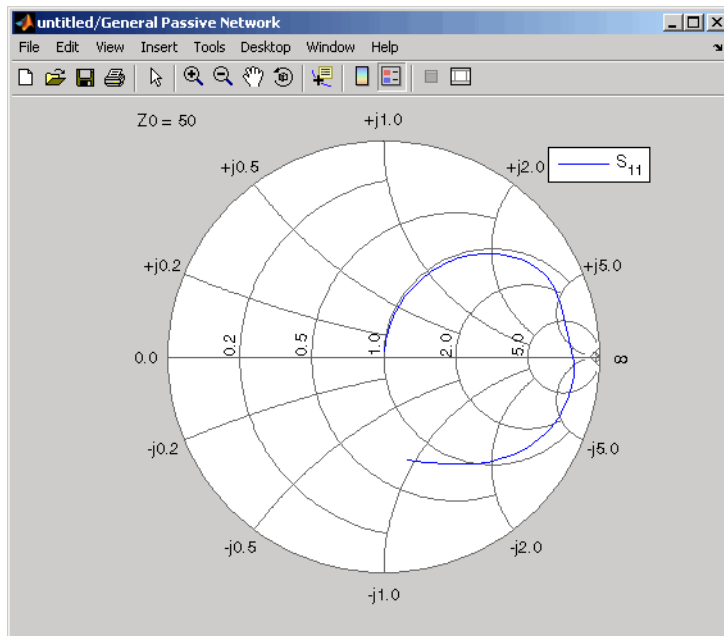 untitled/General Passive Network
File Edit View Insert Tools Desktop Window Help
Z0 = 50
+j1.0
+j0.5
+j2.0
S11
+j0.2
+j5.0
0.0
0.2
0.5
1.0
2.0
5.0
∞
-j0.2
-j5.0
-j0.5
-j2.0
-j1.0